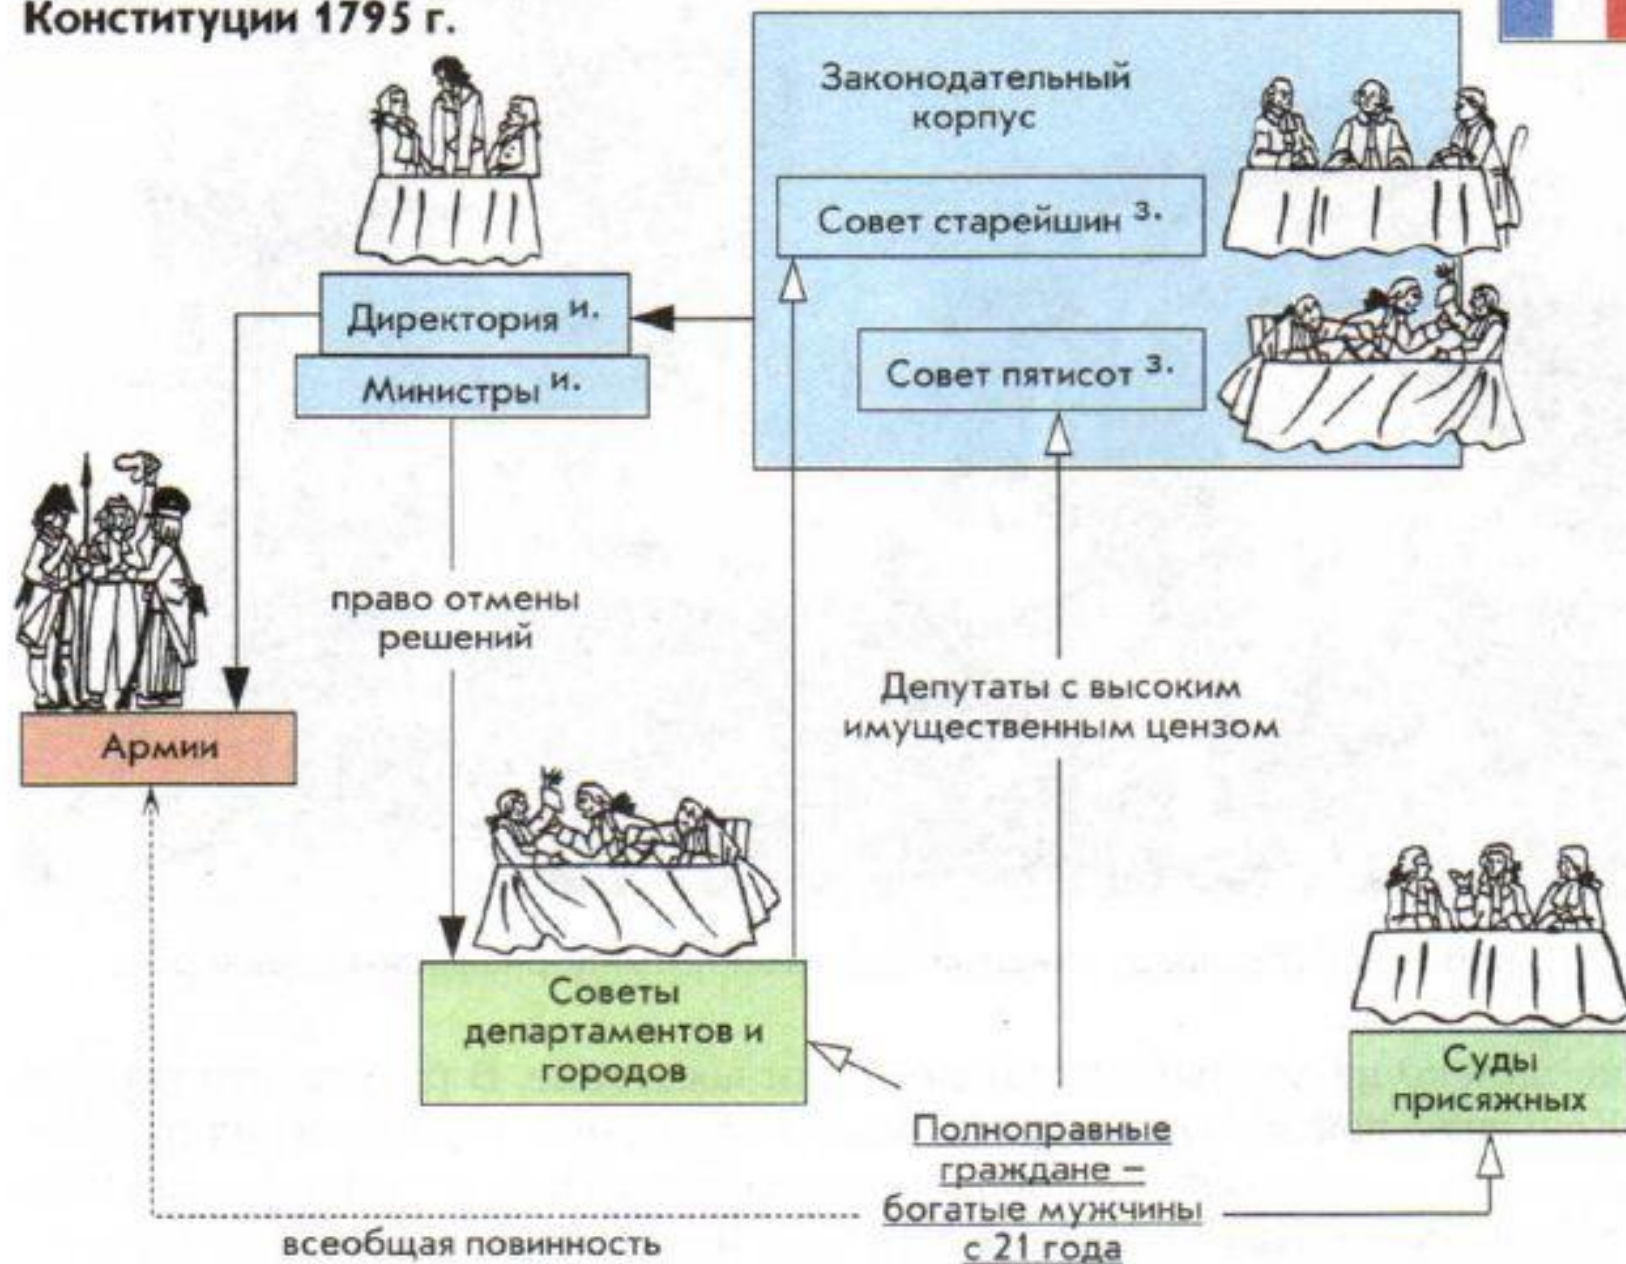 Конституции 1795 г.
Законодательный
корпус
Совет старейшин з.
Директория и.
Министры и.
Совет пятисот з.
право отмены
решений
Депутаты с высоким
имущественным цензом
Армии
Советы
департаментов и
городов
Суды
присяжных
Полноправные
граждане –
богатые мужчины
с 21 года
всеобщая повинность